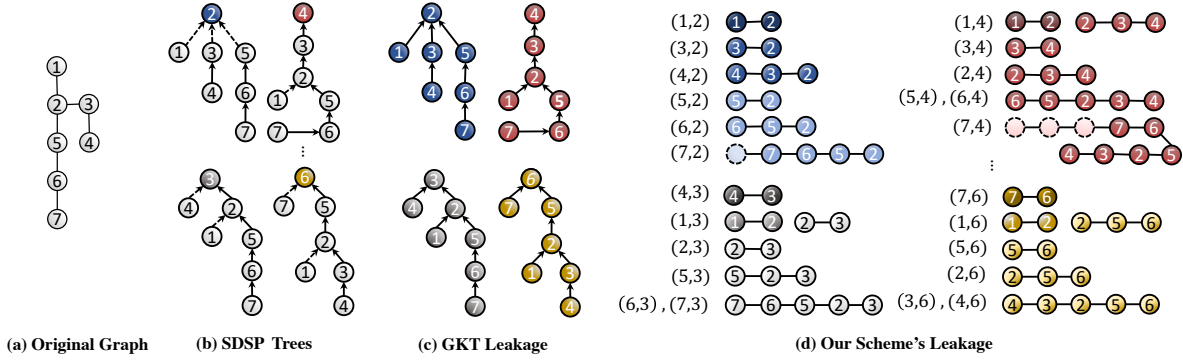 1
2 3
5 4
6
7
(a) Original Graph
2
1 3 5
4 6
7
4
3
2
1 5
7 6
⋮
3
4 2
1 5
6
7
6
7 5
2
1 3
4
(b) SDSP Trees
2
1 3 5
4 6
7
4
3
2
1 5
7 6
3
4 2
1 5
6
7
6
7 5
2
1 3
4
(c) GKT Leakage
(1,2) 1 2
(3,2) 3 2
(4,2) 4 3 2
(5,2) 5 2
(6,2) 6 5 2
(7,2) 7 6 5 2
(4,3) 4 3
(1,3) 1 2 2 3
(2,3) 2 3
(5,3) 5 2 3
(6,3) , (7,3) 7 6 5 2 3
(1,4) 1 2 2 3 4
(3,4) 3 4
(2,4) 2 3 4
(5,4) , (6,4) 6 5 2 3 4
(7,4) 7 6
4 3 2 5
⋮
(7,6) 7 6
(1,6) 1 2 2 5 6
(5,6) 5 6
(2,6) 2 5 6
(3,6) , (4,6) 4 3 2 5 6
(d) Our Scheme's Leakage